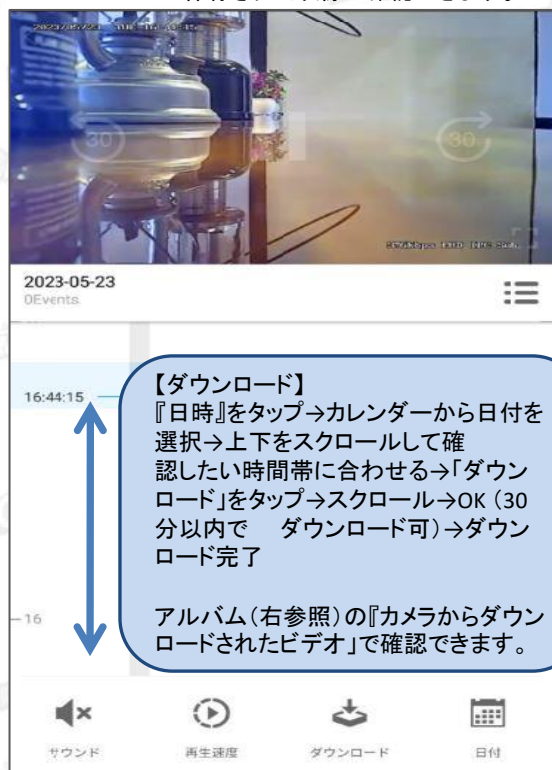 30
30
2023-05-23
0Events
16:44:15
【ダウンロード】
『日時』をタップ→カレンダーから日付を
選択→上下をスクロールして確
認したい時間帯に合わせる→「ダウン
ロード」をタップ→スクロール→OK（30
分以内で　　ダウンロード可）→ダウン
ロード完了
アルバム（右参照）の『カメラからダウン
ロードされたビデオ」で確認できます。
16
サウンド
再生速度
ダウンロード
日付